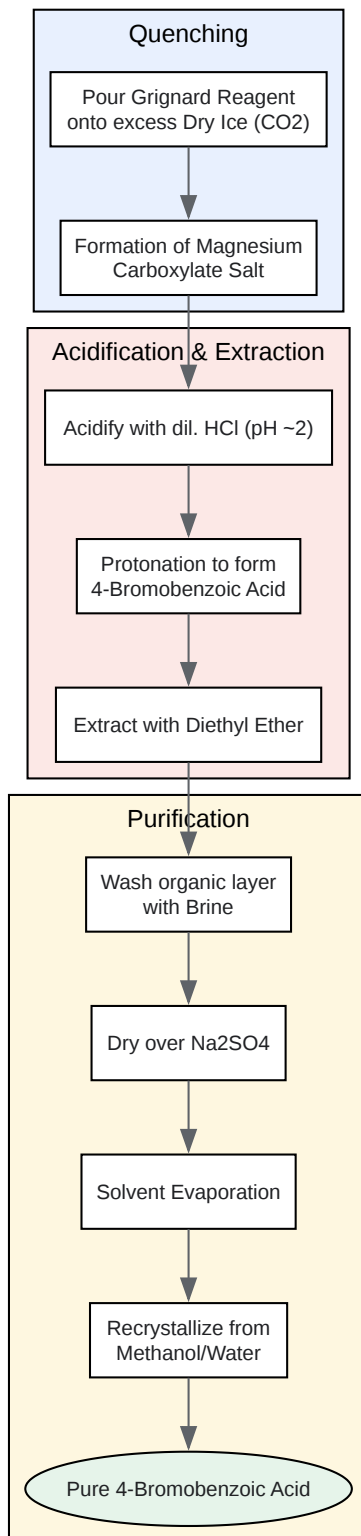 Quenching
Pour Grignard Reagent
onto excess Dry Ice (CO2)
Formation of Magnesium
Carboxylate Salt
Acidification & Extraction
Acidify with dil. HCl (pH ~2)
Protonation to form
4-Bromobenzoic Acid
Extract with Diethyl Ether
Purification
Wash organic layer
with Brine
Dry over Na2SO4
Solvent Evaporation
Recrystallize from
Methanol/Water
Pure 4-Bromobenzoic Acid